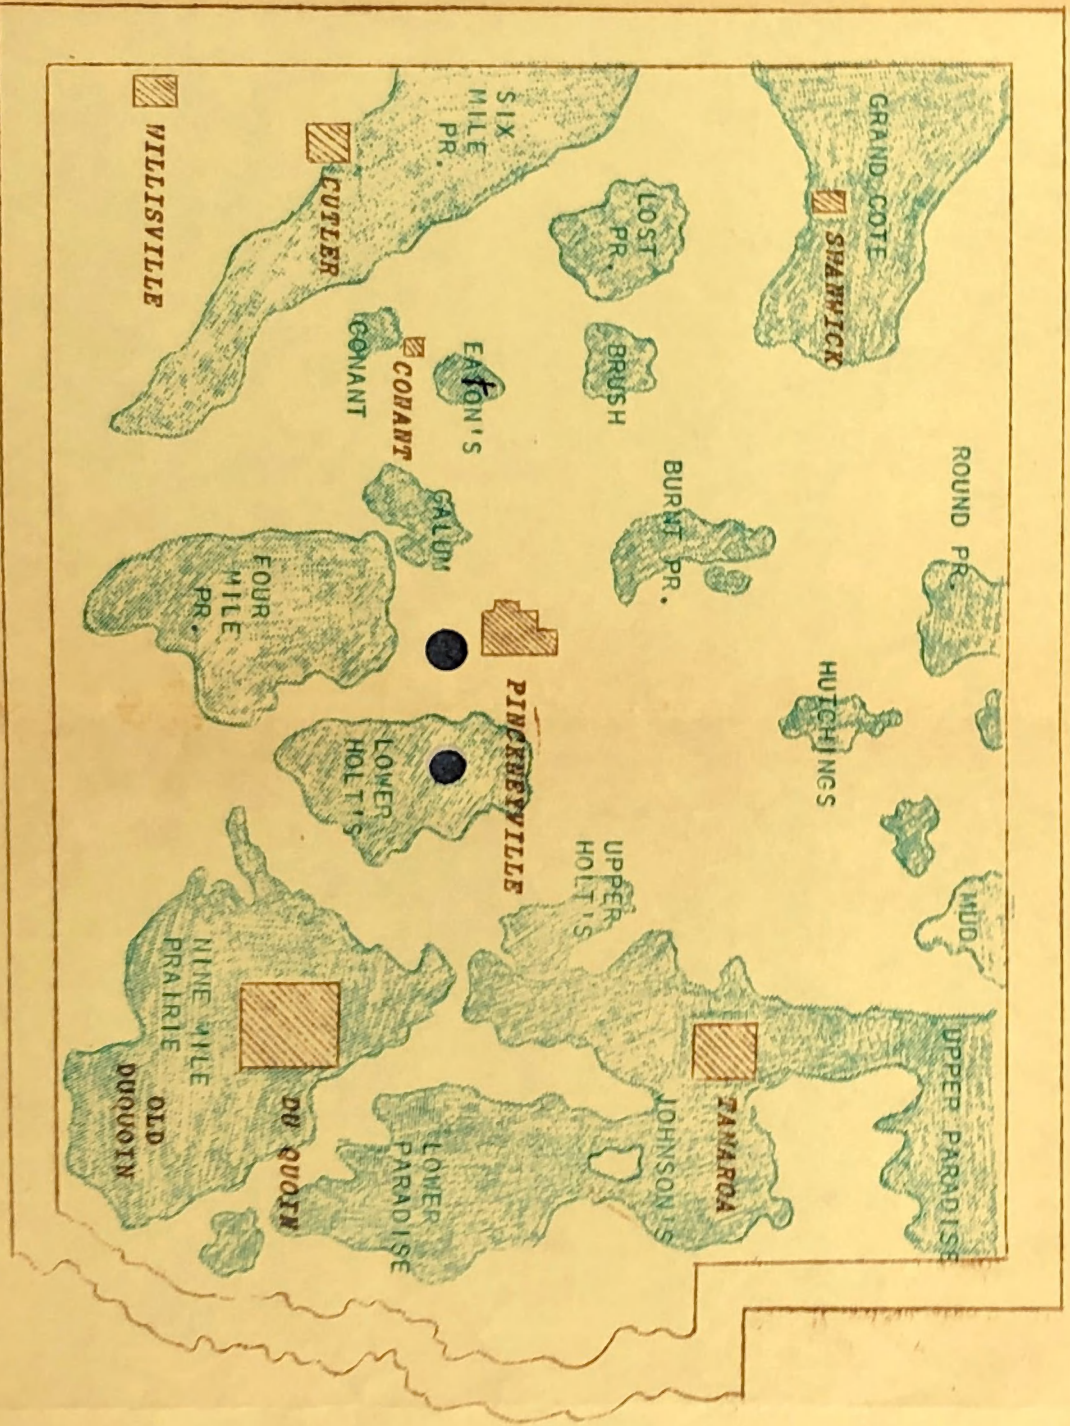 ROUND PR.
MUD
UPPER PARADISE
GRAND COTE
SWANWICK
HUTCHINGS
TAMAROA
BURNT PR.
JOHNSON'S
LOST
PR.
BRUSH
UPPER
HOLT'S
PINCKNEYVILLE
SIX
MILE
PR.
EATON'S
GALUM
LOWER
PARADISE
CONANT
CONANT
LOWER
HOLT'S
CUTLER
DU QUOIN
FOUR
MILE
PR.
NINE MILE
PRAIRIE
OLD
DUQUOIN
WILLISVILLE